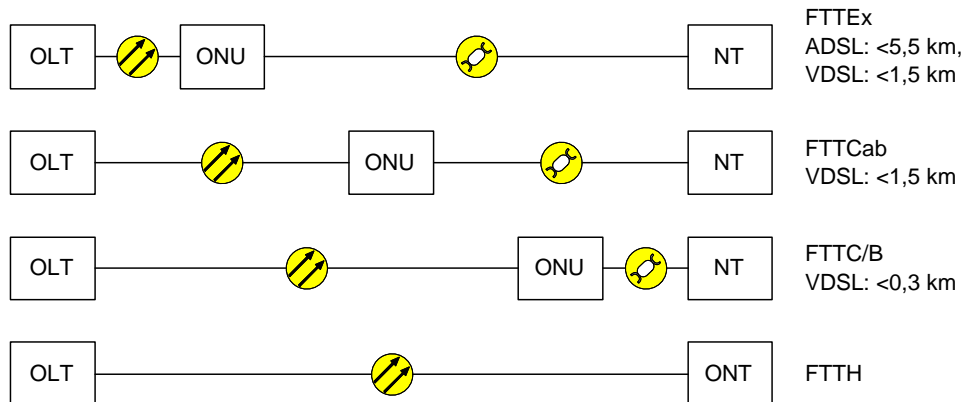 OLT ONU NT FTTEx
ADSL: <5,5 km,
VDSL: <1,5 km
OLT ONU NT FTTCab
VDSL: <1,5 km
OLT ONU NT FTTC/B
VDSL: <0,3 km
OLT ONT FTTH